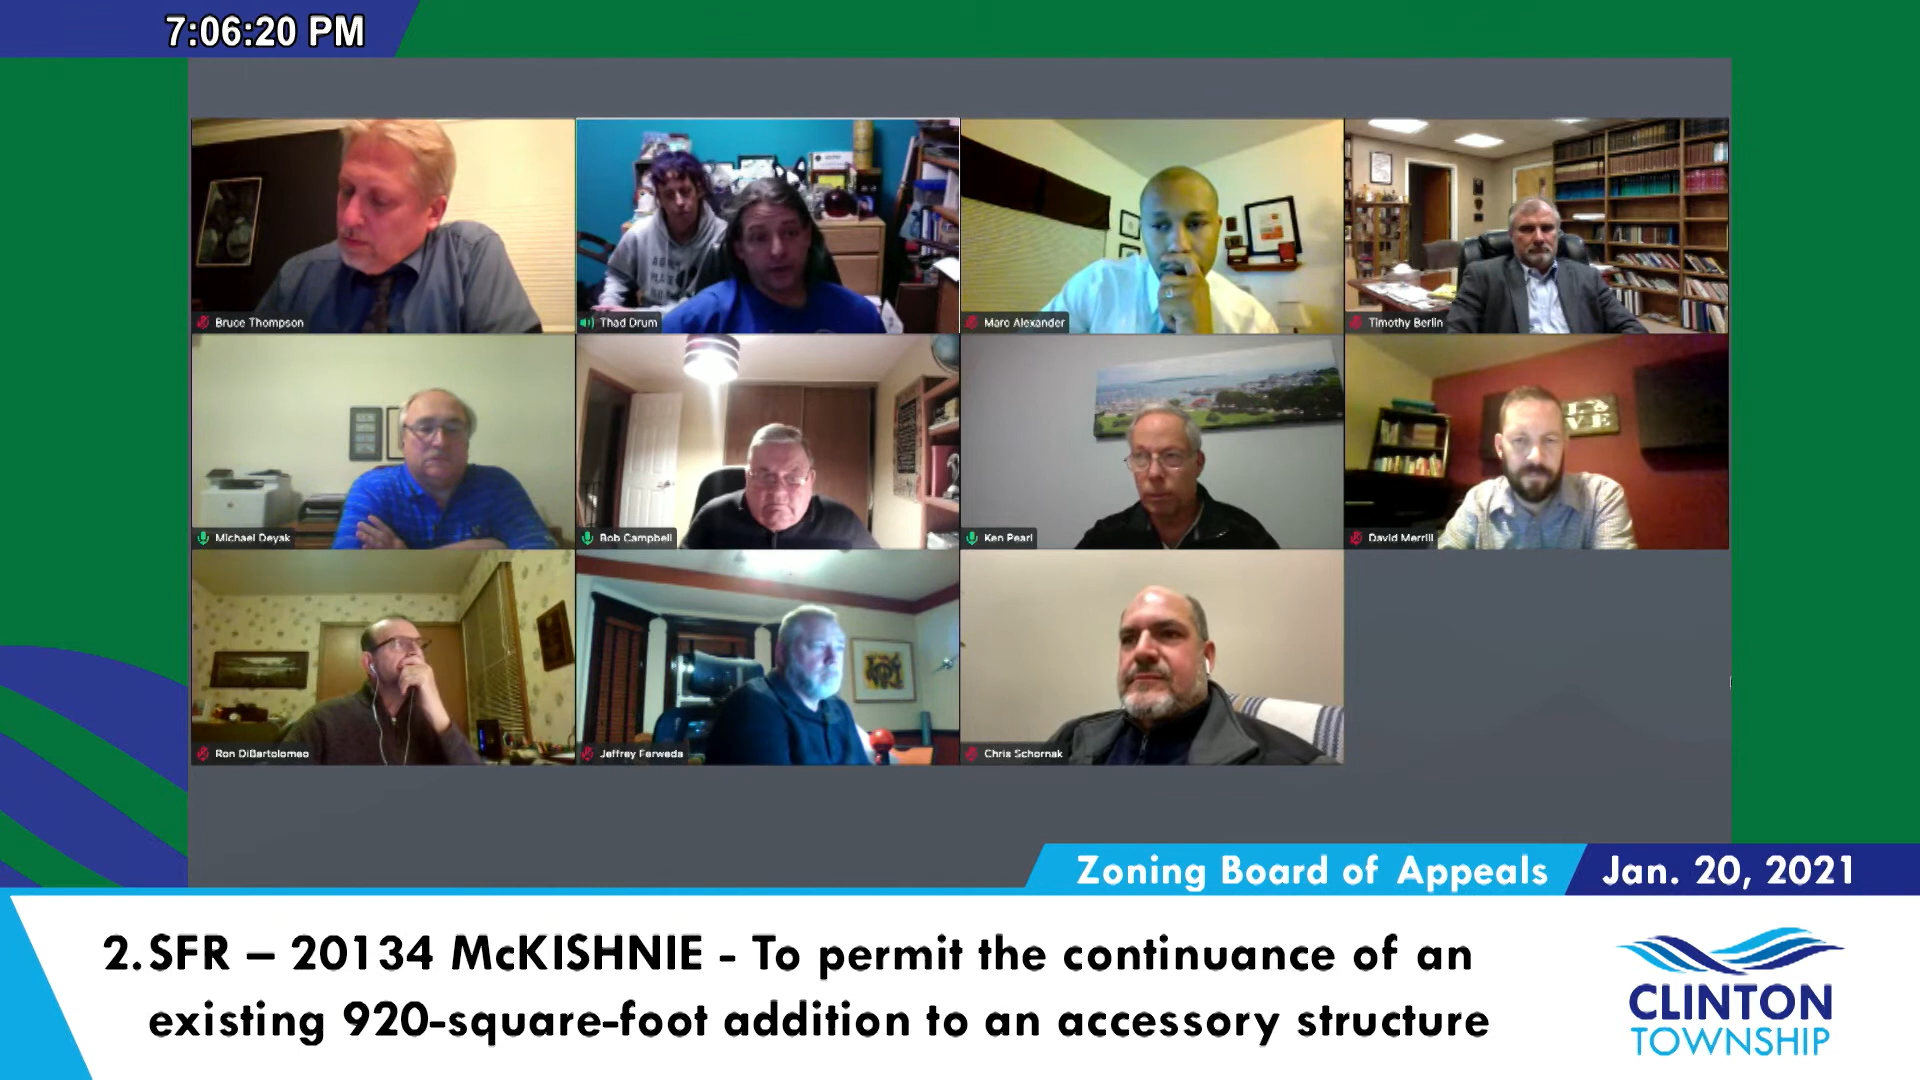 7:06:20 PM
Bruce Thompson
Thad Drum
Marc Alexander
Timothy Berlin
Michael Deyak
Bob Campbell
Ken Pearl
David Merrill
Ron DiBartolomeo
Jeffrey Ferweda
Chris Schornak
Zoning Board of Appeals
Jan. 20, 2021
2. SFR – 20134 McKISHNIE - To permit the continuance of an
existing 920-square-foot addition to an accessory structure
CLINTON
TOWNSHIP